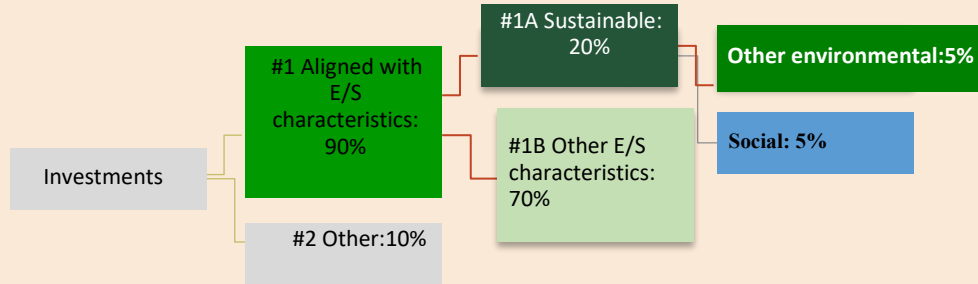 Investments
#1 Aligned with
E/S
characteristics:
90%
#2 Other:10%
#1A Sustainable:
20%
#1B Other E/S
characteristics:
70%
Other environmental:5%
Social: 5%